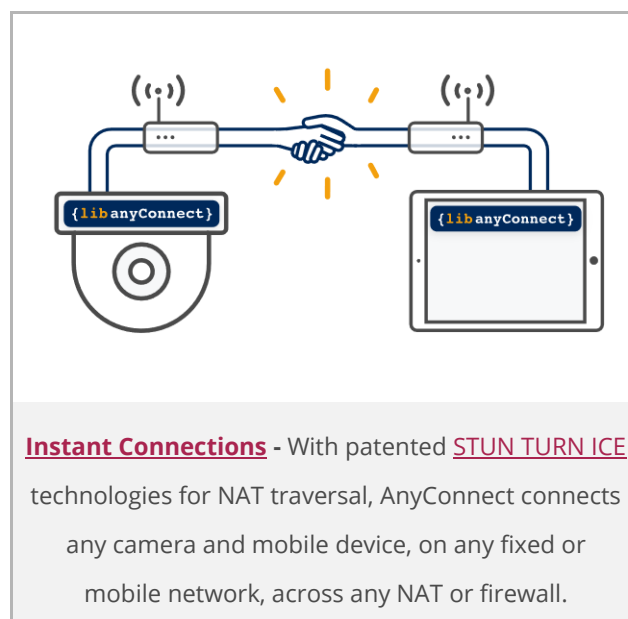 {libanyConnect}
{libanyConnect}
Instant Connections - With patented STUN TURN ICE
technologies for NAT traversal, AnyConnect connects
any camera and mobile device, on any fixed or
mobile network, across any NAT or firewall.